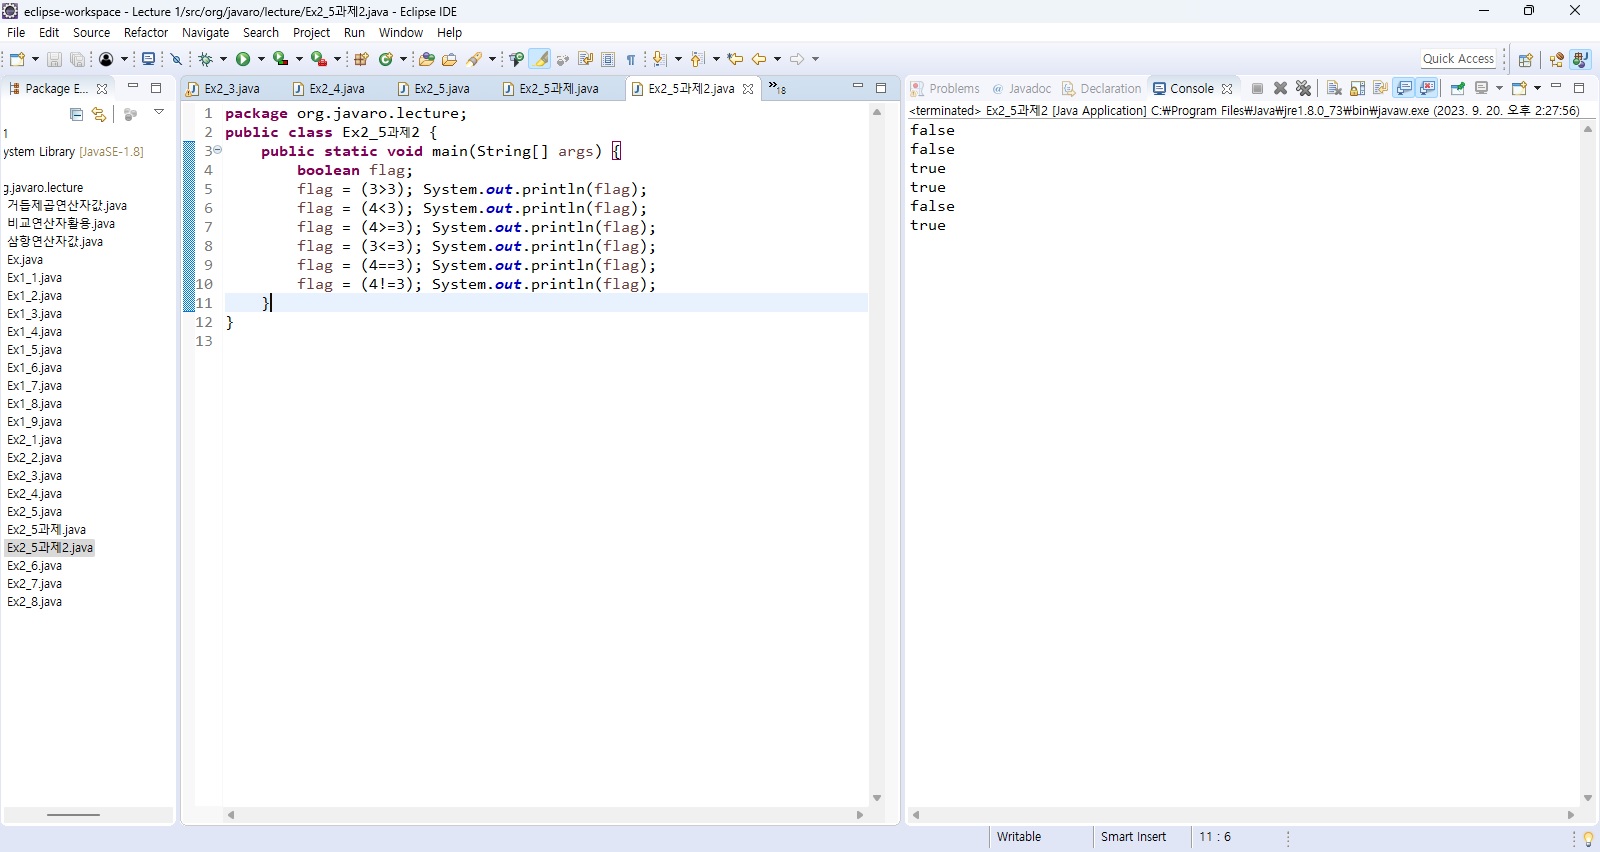 eclipse-workspace - Lecture 1/src/org/javaro/lecture/Ex2_5과제2.java - Eclipse IDE
File Edit Source Refactor Navigate Search Project Run Window Help
Quick Access
Package E...
1
ystem Library [JavaSE-1.8]
g.javaro.lecture
거듭제곱연산자값.java
비교연산자활용.java
삼항연산자값.java
Ex.java
Ex1_1.java
Ex1_2.java
Ex1_3.java
Ex1_4.java
Ex1_5.java
Ex1_6.java
Ex1_7.java
Ex1_8.java
Ex1_9.java
Ex2_1.java
Ex2_2.java
Ex2_3.java
Ex2_4.java
Ex2_5.java
Ex2_5과제.java
Ex2_5과제2.java
Ex2_6.java
Ex2_7.java
Ex2_8.java
Ex2_3.java Ex2_4.java Ex2_5.java Ex2_5과제.java Ex2_5과제2.java »18
1 package org.javaro.lecture;
2 public class Ex2_5과제2 {
3 public static void main(String[] args) {
4 boolean flag;
5 flag = (3>3); System.out.println(flag);
6 flag = (4<3); System.out.println(flag);
7 flag = (4>=3); System.out.println(flag);
8 flag = (3<=3); System.out.println(flag);
9 flag = (4==3); System.out.println(flag);
10 flag = (4!=3); System.out.println(flag);
11 }
12 }
13
Problems @ Javadoc Declaration Console
<terminated> Ex2_5과제2 [Java Application] C:₩Program Files₩Java₩jre1.8.0_73₩bin₩javaw.exe (2023. 9. 20. 오후 2:27:56)
false
false
true
true
false
true
Writable Smart Insert 11 : 6